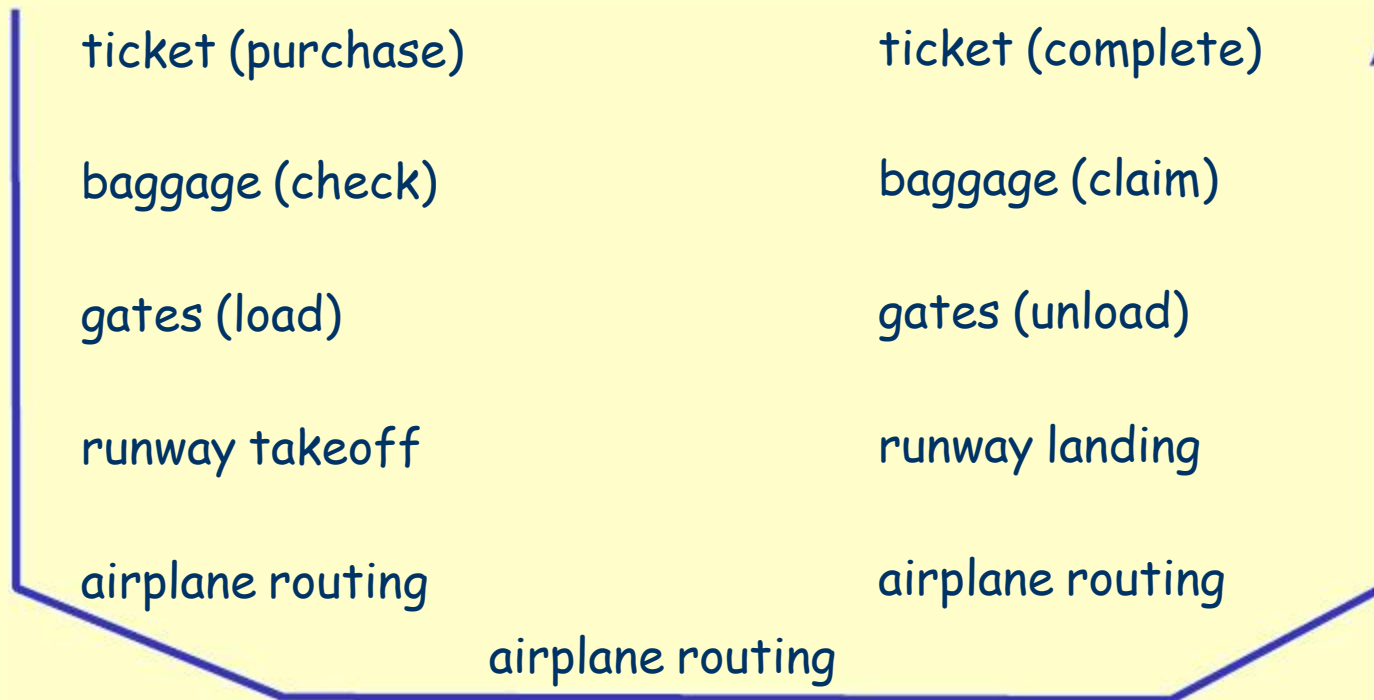 ticket (purchase)
baggage (check)
gates (load)
runway takeoff
airplane routing
ticket (complete)
baggage (claim)
gates (unload)
runway landing
airplane routing
airplane routing